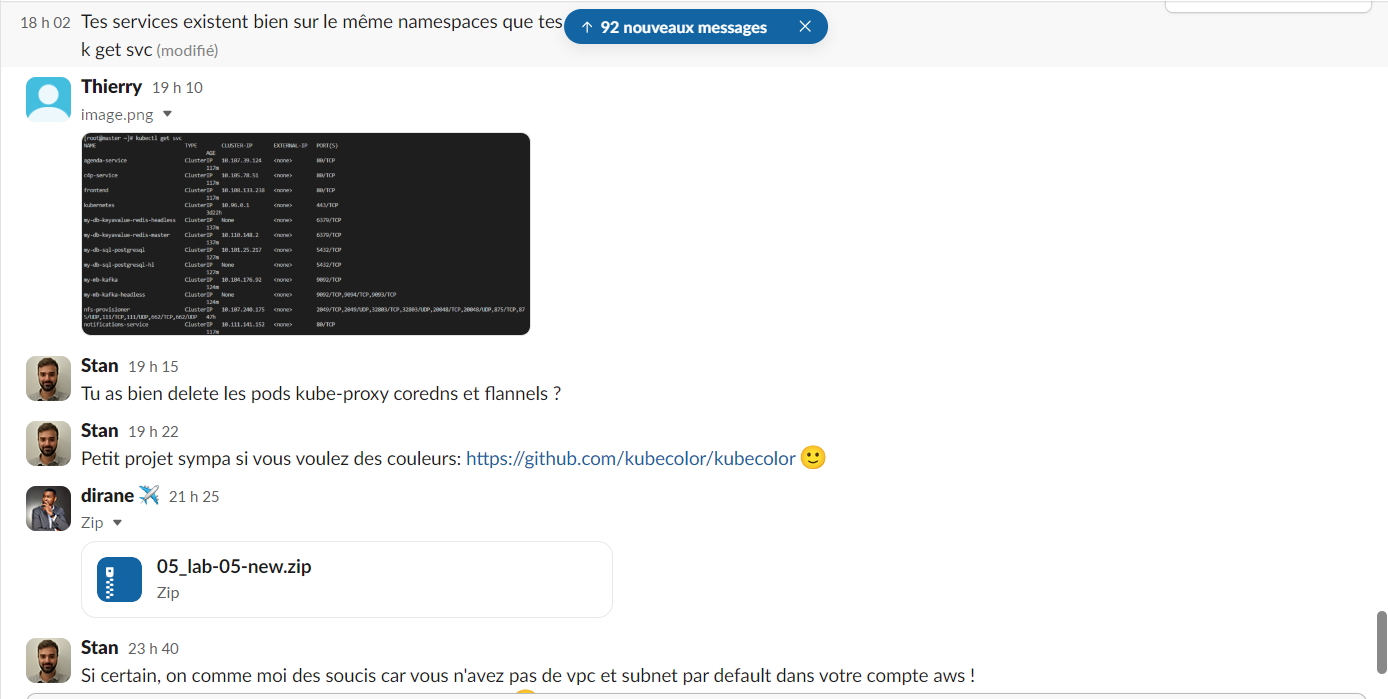 18 h 02 Tes services existent bien sur le même namespaces que tes
↑ 92 nouveaux messages
k get svc (modifié)
Thierry 19 h 10
image.png
[root@master ~]# kubectl get svc
NAME TYPE CLUSTER-IP EXTERNAL-IP PORT(S)
AGE
agenda-service ClusterIP 10.107.39.124 <none> 80/TCP
117m
cdp-service ClusterIP 10.105.78.51 <none> 80/TCP
117m
frontend ClusterIP 10.108.133.238 <none> 80/TCP
117m
kubernetes ClusterIP 10.96.0.1 <none> 443/TCP
3d22h
my-db-keyavalue-redis-headless ClusterIP None <none> 6379/TCP
137m
my-db-keyavalue-redis-master ClusterIP 10.110.148.2 <none> 6379/TCP
137m
my-db-sql-postgresql ClusterIP 10.101.25.217 <none> 5432/TCP
127m
my-db-sql-postgresql-hl ClusterIP None <none> 5432/TCP
127m
my-mb-kafka ClusterIP 10.104.176.92 <none> 9092/TCP
124m
my-mb-kafka-headless ClusterIP None <none> 9092/TCP,9094/TCP,9093/TCP
124m
nfs-provisioner ClusterIP 10.107.240.175 <none> 2049/TCP,2049/UDP,32803/TCP,32803/UDP,20048/TCP,20048/UDP,875/TCP,87
5/UDP,111/TCP,111/UDP,662/TCP,662/UDP 47h
notifications-service ClusterIP 10.111.141.152 <none> 80/TCP
117m
Stan 19 h 15
Tu as bien delete les pods kube-proxy coredns et flannels ?
Stan 19 h 22
Petit projet sympa si vous voulez des couleurs: https://github.com/kubecolor/kubecolor 🙂
dirane ✈️ 21 h 25
Zip
05_lab-05-new.zip
Zip
Stan 23 h 40
Si certain, on comme moi des soucis car vous n'avez pas de vpc et subnet par default dans votre compte aws !